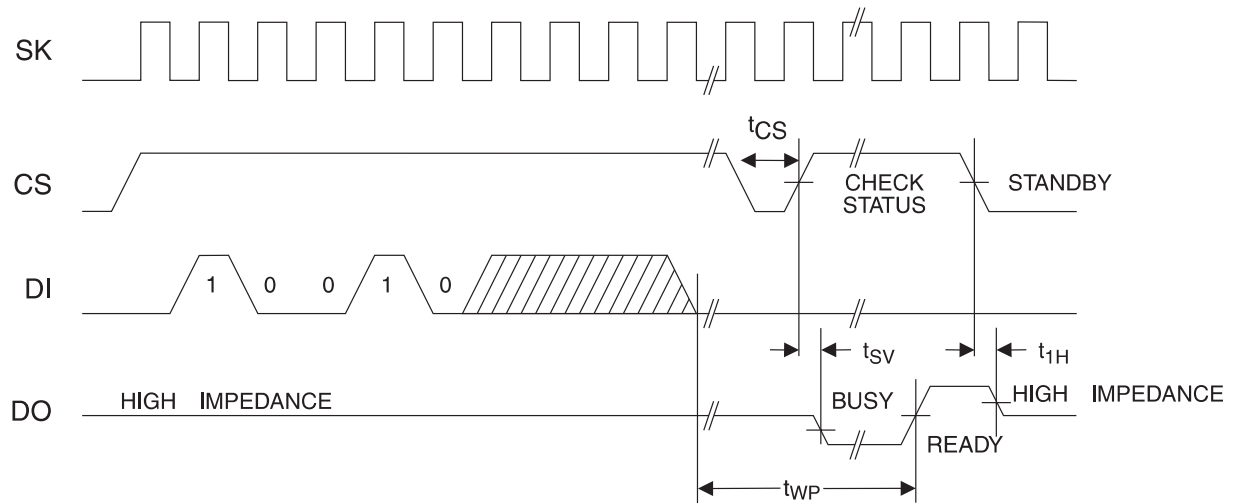 SK
tCS
CS
CHECK
STATUS
STANDBY
DI
1 0 0 1 0
tSV
t1H
DO
HIGH IMPEDANCE
BUSY
HIGH IMPEDANCE
READY
tWP